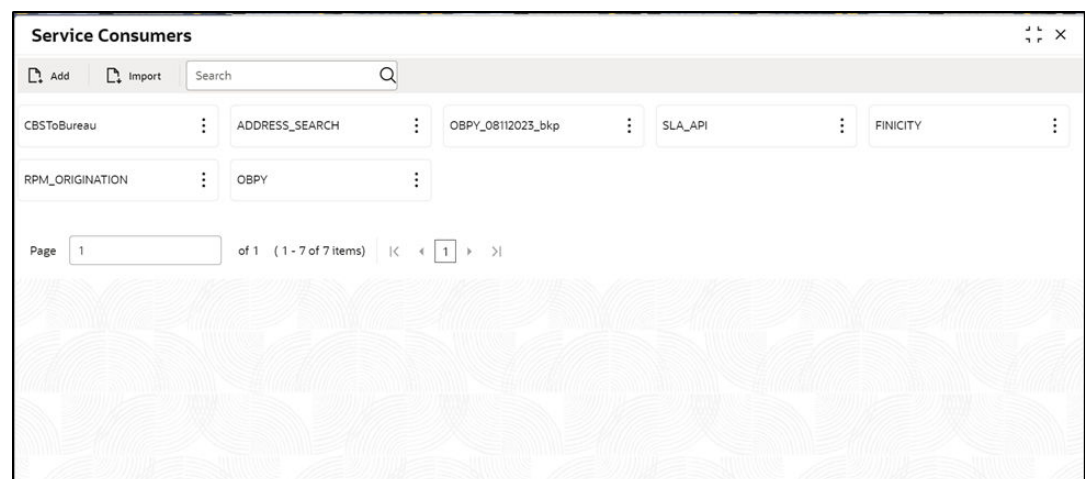 Service Consumers
Add Import Search
CBSToBureau ADDRESS_SEARCH OBPY_08112023_bkp SLA_API FINICITY
RPM_ORIGINATION OBPY
Page 1 of 1 ( 1 - 7 of 7 items) 1